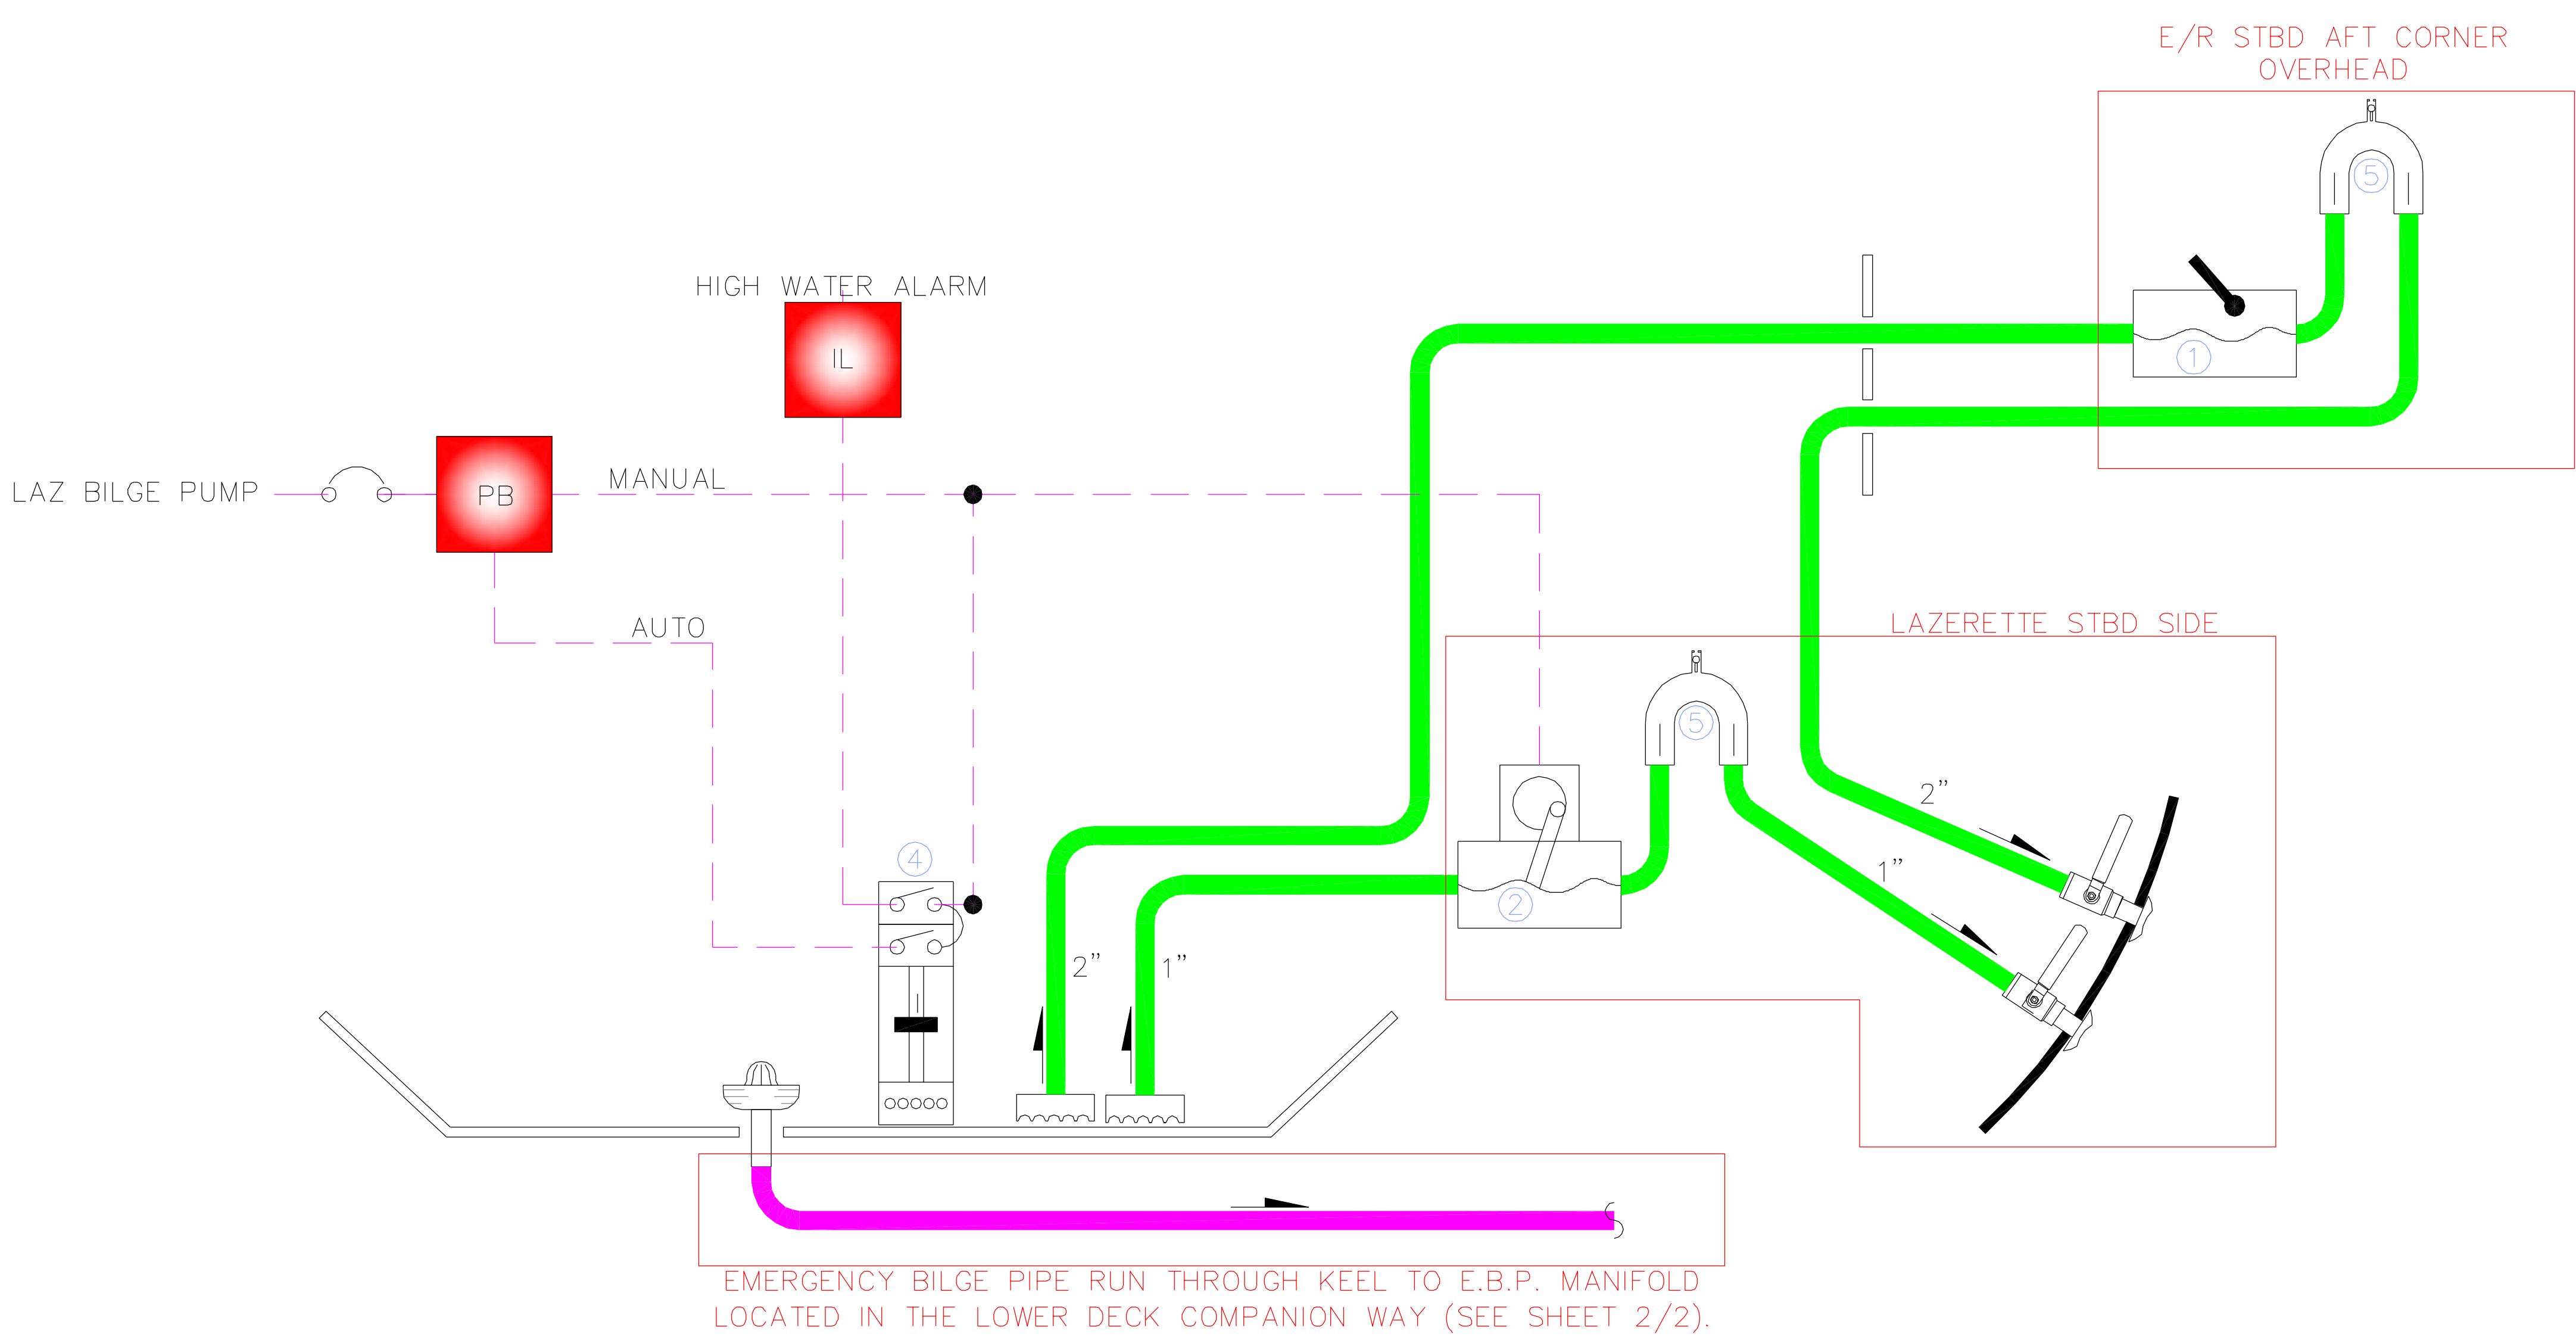 E/R STBD AFT CORNER
OVERHEAD
5
1
HIGH WATER ALARM
IL
LAZ BILGE PUMP
PB
MANUAL
AUTO
LAZERETTE STBD SIDE
5
2"
1"
4
2
2"
1"
EMERGENCY BILGE PIPE RUN THROUGH KEEL TO E.B.P. MANIFOLD
LOCATED IN THE LOWER DECK COMPANION WAY (SEE SHEET 2/2).